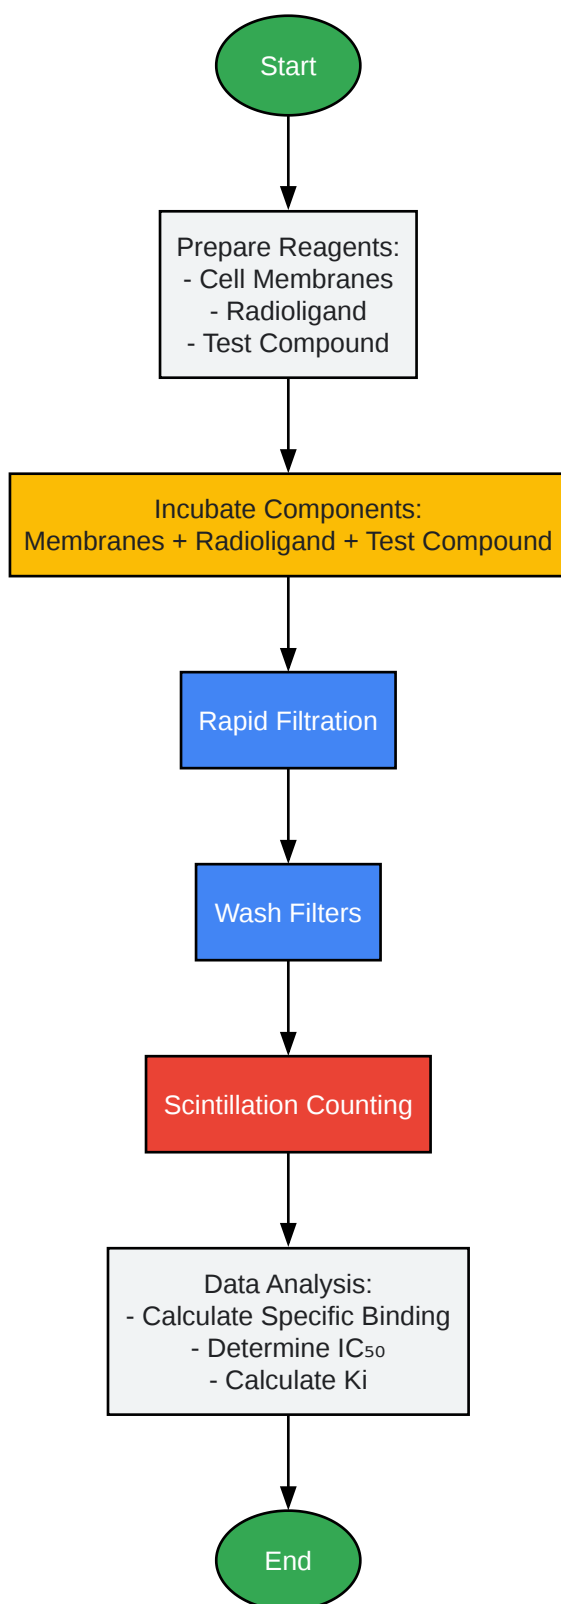 Start
Prepare Reagents:
- Cell Membranes
- Radioligand
- Test Compound
Incubate Components:
Membranes + Radioligand + Test Compound
Rapid Filtration
Wash Filters
Scintillation Counting
Data Analysis:
- Calculate Specific Binding
- Determine IC₅₀
- Calculate Ki
End